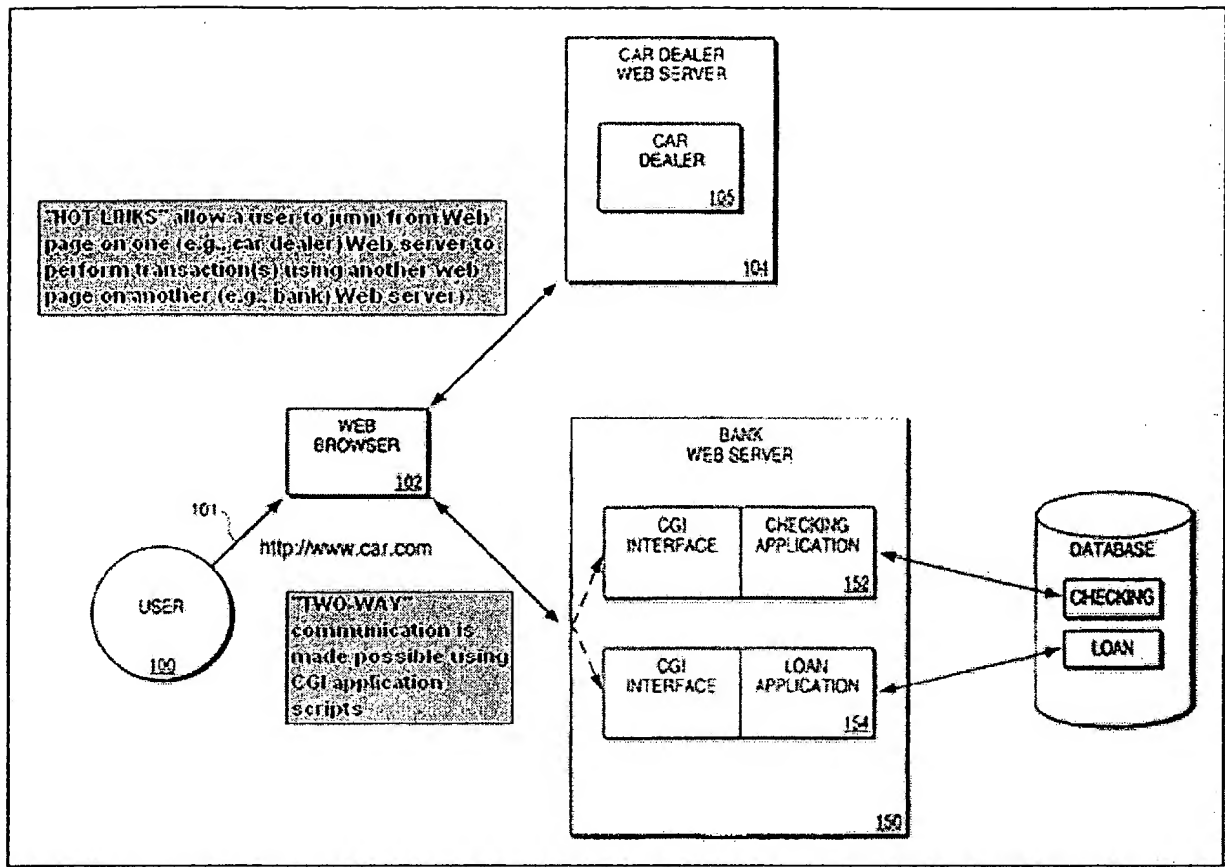 CAR DEALER
WEB SERVER
CAR
DEALER
105
104
"HOT LINKS" allow a user to jump from Web
page on one (e.g., car dealer) Web server to
perform transaction(s) using another web
page on another (e.g., bank) Web server)
WEB
BROWSER
102
101
http://www.car.com
USER
100
"TWO-WAY"
communication is
made possible using
CGI application
scripts
BANK
WEB SERVER
CGI
INTERFACE
CHECKING
APPLICATION
152
CGI
INTERFACE
LOAN
APPLICATION
154
150
DATABASE
CHECKING
LOAN